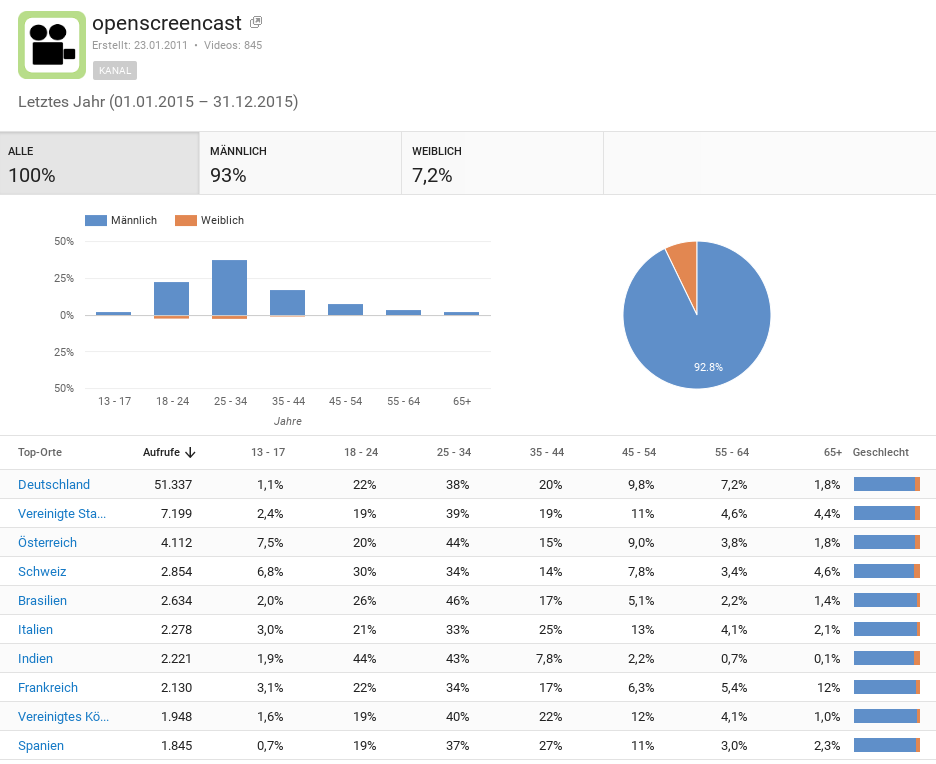 openscreencast
Erstellt: 23.01.2011 • Videos: 845
KANAL
Letztes Jahr (01.01.2015 – 31.12.2015)
ALLE MÄNNLICH WEIBLICH
100% 93% 7,2%
Männlich Weiblich
50%
25%
0%
25%
50%
13 - 17 18 - 24 25 - 34 35 - 44 45 - 54 55 - 64 65+
Jahre
92.8%
Top-Orte Aufrufe 13 - 17 18 - 24 25 - 34 35 - 44 45 - 54 55 - 64 65+ Geschlecht
Deutschland 51.337 1,1% 22% 38% 20% 9,8% 7,2% 1,8%
Vereinigte Sta... 7.199 2,4% 19% 39% 19% 11% 4,6% 4,4%
Österreich 4.112 7,5% 20% 44% 15% 9,0% 3,8% 1,8%
Schweiz 2.854 6,8% 30% 34% 14% 7,8% 3,4% 4,6%
Brasilien 2.634 2,0% 26% 46% 17% 5,1% 2,2% 1,4%
Italien 2.278 3,0% 21% 33% 25% 13% 4,1% 2,1%
Indien 2.221 1,9% 44% 43% 7,8% 2,2% 0,7% 0,1%
Frankreich 2.130 3,1% 22% 34% 17% 6,3% 5,4% 12%
Vereinigtes Kö... 1.948 1,6% 19% 40% 22% 12% 4,1% 1,0%
Spanien 1.845 0,7% 19% 37% 27% 11% 3,0% 2,3%